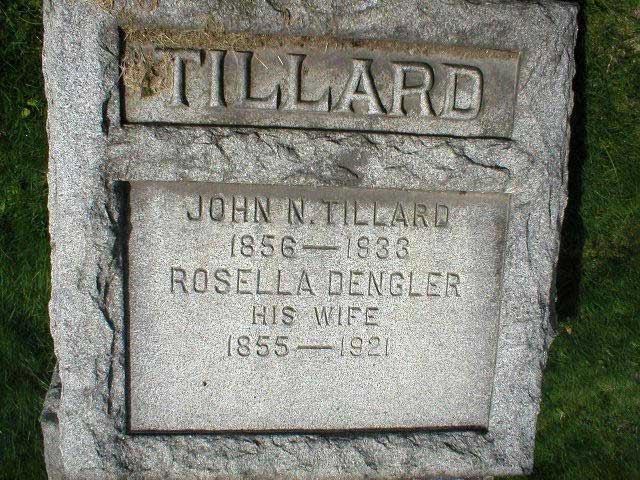 TILLARD
JOHN N. TILLARD
1856—1933
ROSELLA DENGLER
HIS WIFE
1855—1921